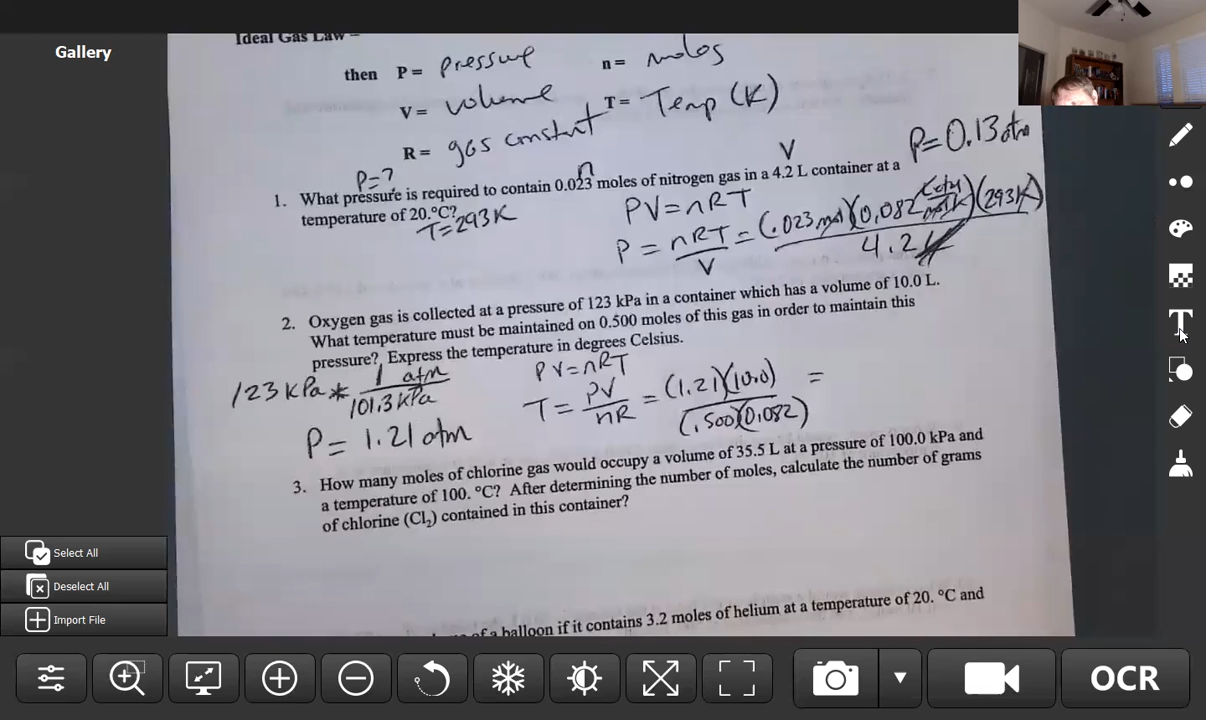 Gallery
Ideal Gas Law
then P = Pressure n = moles
V = volume T = Temp (K)
R = gas constant
P=0.13 atm
P=? n V
1. What pressure is required to contain 0.023 moles of nitrogen gas in a 4.2 L container at a
temperature of 20.°C?
T=293K
PV=nRT
P = nRT/V = (.023 mol)(0.082 L atm/mol K)(293K)/4.2 L
2. Oxygen gas is collected at a pressure of 123 kPa in a container which has a volume of 10.0 L.
What temperature must be maintained on 0.500 moles of this gas in order to maintain this
pressure? Express the temperature in degrees Celsius.
123 kPa * 1 atm/101.3 kPa
P = 1.21 atm
PV=nRT
T = PV/nR = (1.21)(10.0)/(.500)(0.082) =
3. How many moles of chlorine gas would occupy a volume of 35.5 L at a pressure of 100.0 kPa and
a temperature of 100. °C? After determining the number of moles, calculate the number of grams
of chlorine (Cl₂) contained in this container?
of a balloon if it contains 3.2 moles of helium at a temperature of 20. °C and
Select All
Deselect All
Import File
OCR